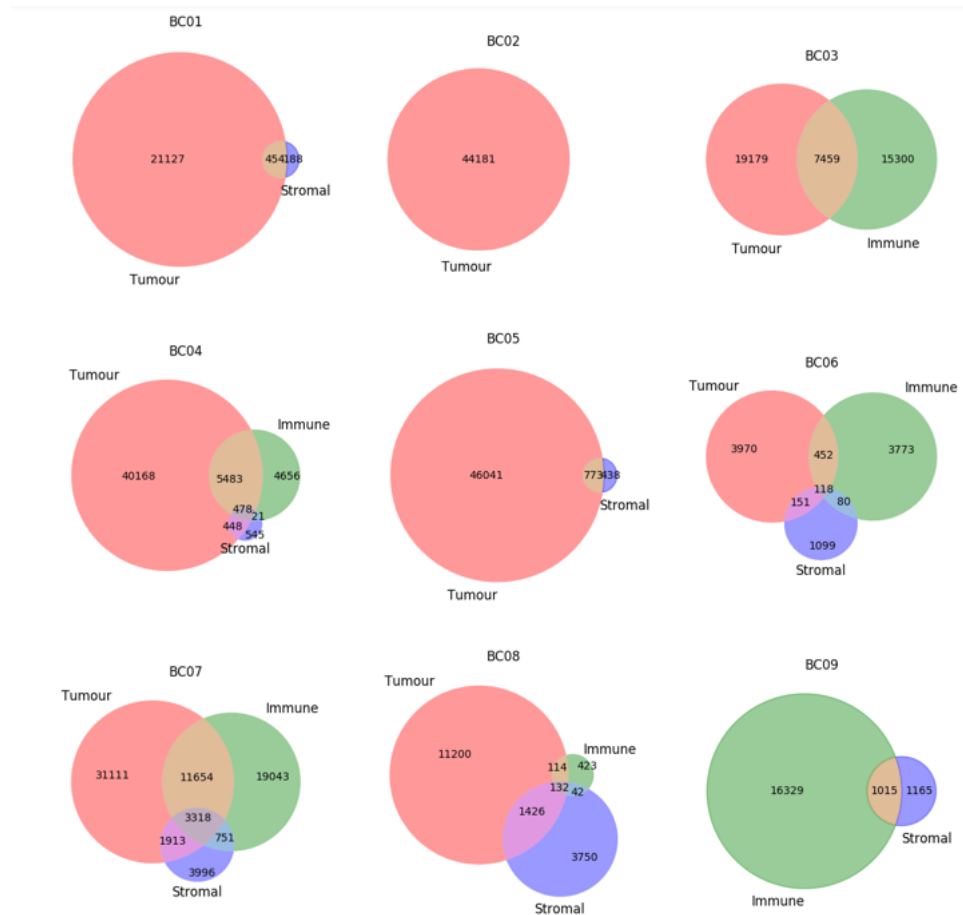 BC01
21127
454
188
Stromal
Tumour
BC02
44181
Tumour
BC03
19179
7459
15300
Tumour
Immune
BC04
Tumour
Immune
40168
5483
4656
478
21
448
545
Stromal
BC05
46041
773
438
Stromal
Tumour
BC06
Tumour
Immune
3970
452
3773
118
151
80
1099
Stromal
BC07
Tumour
Immune
31111
11654
19043
3318
1913
751
3996
Stromal
BC08
Tumour
Immune
11200
114
423
132
42
1426
3750
Stromal
BC09
16329
1015
1165
Stromal
Immune